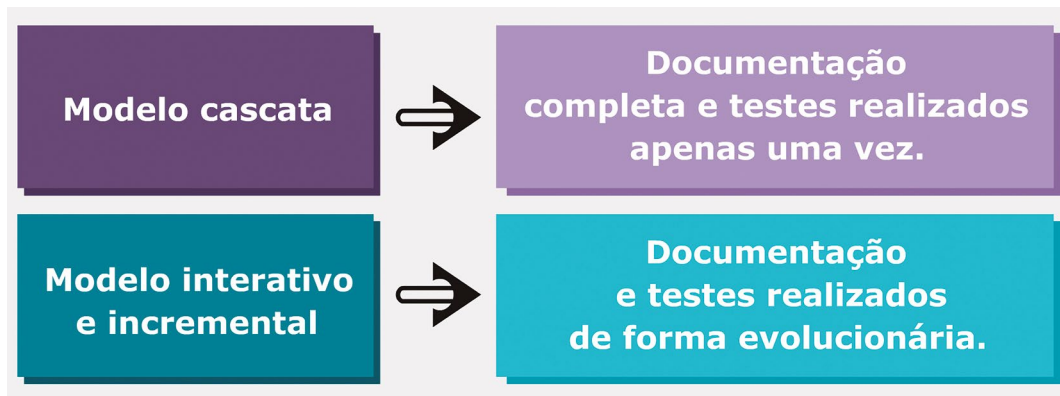 Modelo cascata
Documentação
completa e testes realizados
apenas uma vez.
Modelo interativo
e incremental
Documentação
e testes realizados
de forma evolucionária.